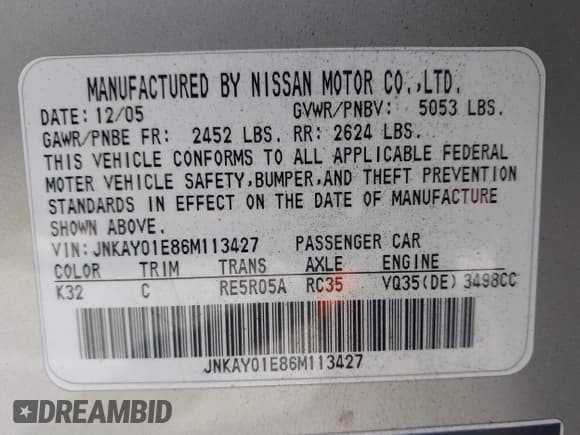 MANUFACTURED BY NISSAN MOTOR CO.,LTD.
DATE: 12/05 GVWR/PNBV: 5053 LBS.
GAWR/PNBE FR: 2452 LBS. RR: 2624 LBS.
THIS VEHICLE CONFORMS TO ALL APPLICABLE FEDERAL
MOTER VEHICLE SAFETY,BUMPER,AND THEFT PREVENTION
STANDARDS IN EFFECT ON THE DATE OF MANUFACTURE
SHOWN ABOVE.
VIN: JNKAY01E86M113427 PASSENGER CAR
COLOR TRIM TRANS AXLE ENGINE
K32 C RE5R05A RC35 VQ35(DE) 3498CC
JNKAY01E86M113427
DREAMBID